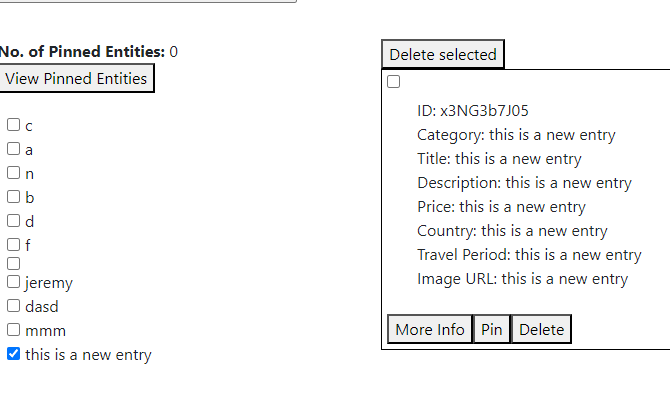 No. of Pinned Entities: 0
View Pinned Entities
c
a
n
b
d
f
jeremy
dasd
mmm
this is a new entry
Delete selected
ID: x3NG3b7J05
Category: this is a new entry
Title: this is a new entry
Description: this is a new entry
Price: this is a new entry
Country: this is a new entry
Travel Period: this is a new entry
Image URL: this is a new entry
More Info Pin Delete